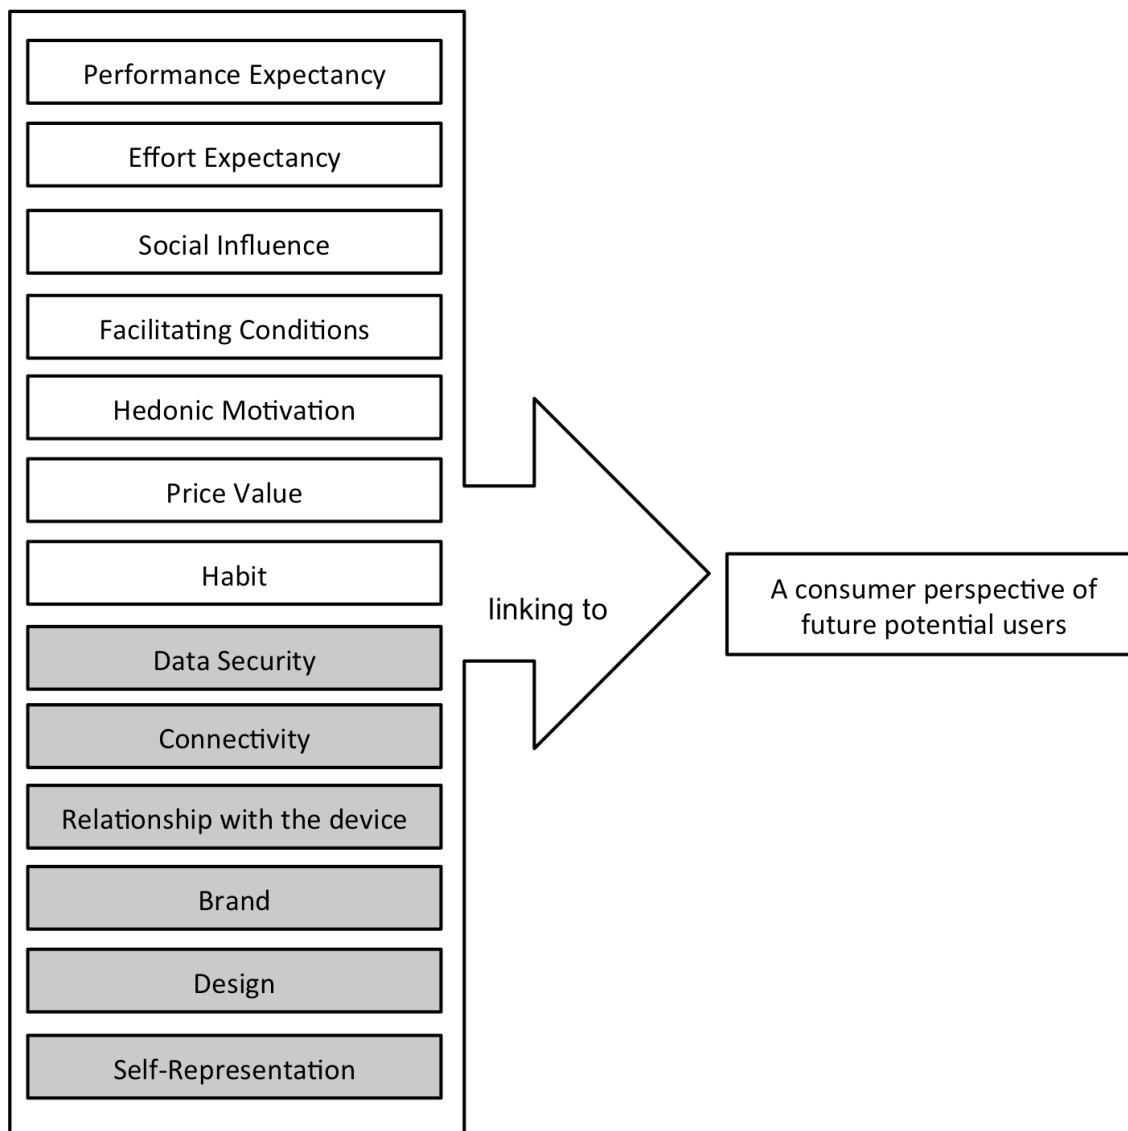 Performance Expectancy
Effort Expectancy
Social Influence
Facilitating Conditions
Hedonic Motivation
Price Value
Habit
Data Security
Connectivity
Relationship with the device
Brand
Design
Self-Representation
linking to
A consumer perspective of
future potential users